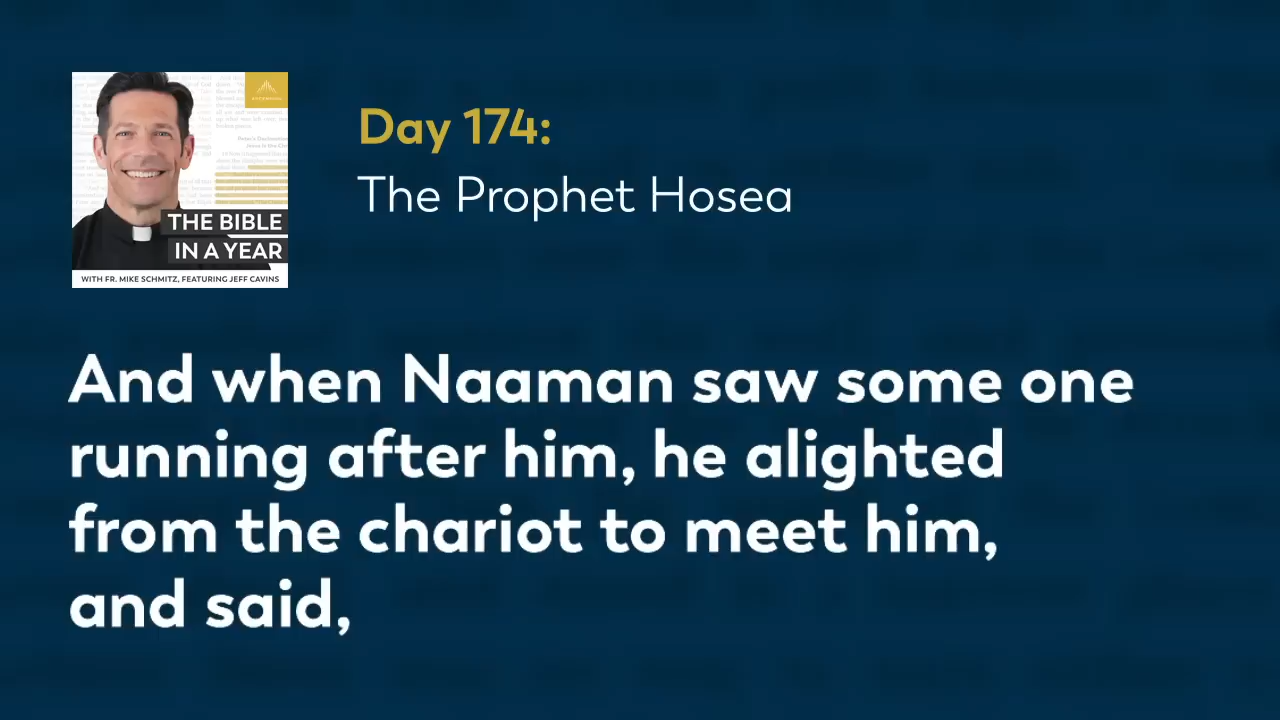 Day 174:
The Prophet Hosea
THE BIBLE
IN A YEAR
WITH FR. MIKE SCHMITZ, FEATURING JEFF CAVINS
And when Naaman saw some one
running after him, he alighted
from the chariot to meet him,
and said,